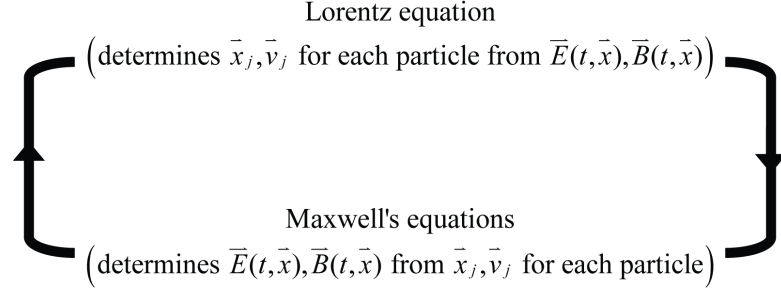 Lorentz equation
(determines x⃗ⱼ,v⃗ⱼ for each particle from E⃗(t,x⃗),B⃗(t,x⃗))
Maxwell's equations
(determines E⃗(t,x⃗),B⃗(t,x⃗) from x⃗ⱼ,v⃗ⱼ for each particle)